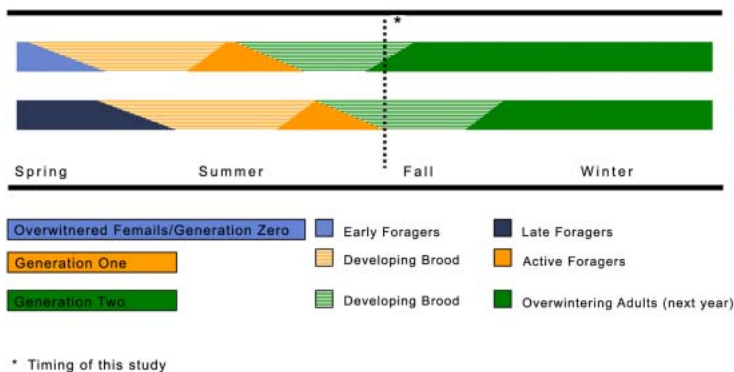 *
Spring Summer Fall Winter
Overwitnered Femails/Generation Zero Early Foragers Late Foragers
Generation One Developing Brood Active Foragers
Generation Two Developing Brood Overwintering Adults (next year)
* Timing of this study